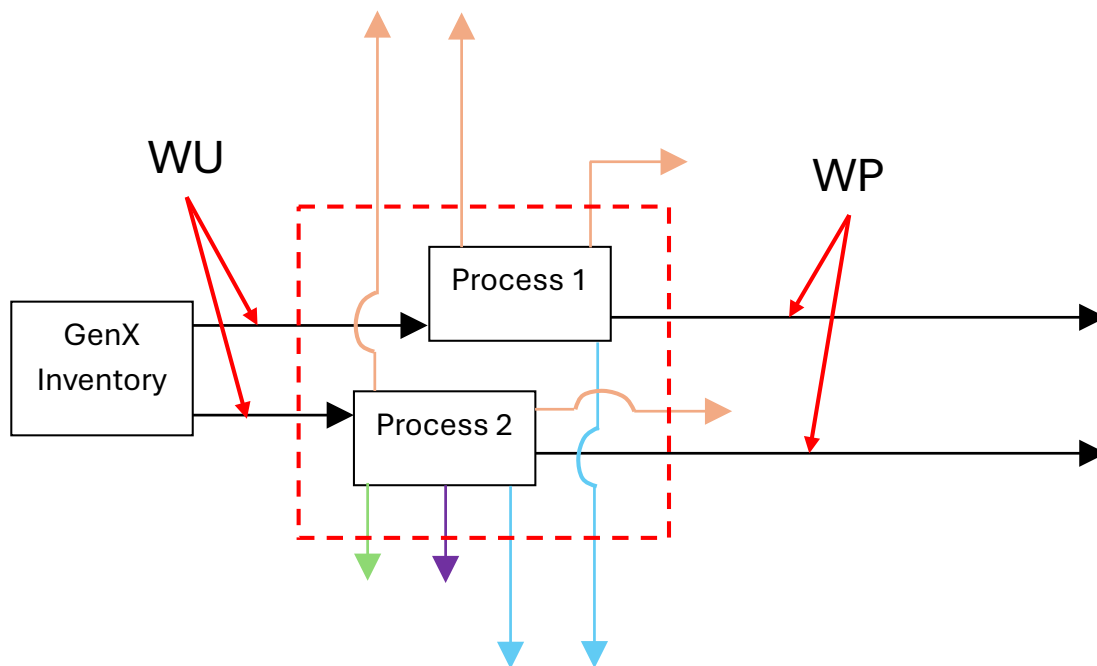 WU
WP
Process 1
GenX
Inventory
Process 2